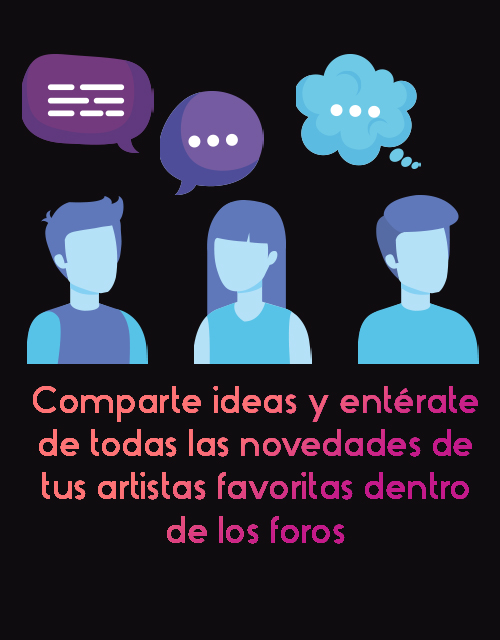 Comparte ideas y entérate
de todas las novedades de
tus artistas favoritas dentro
de los foros